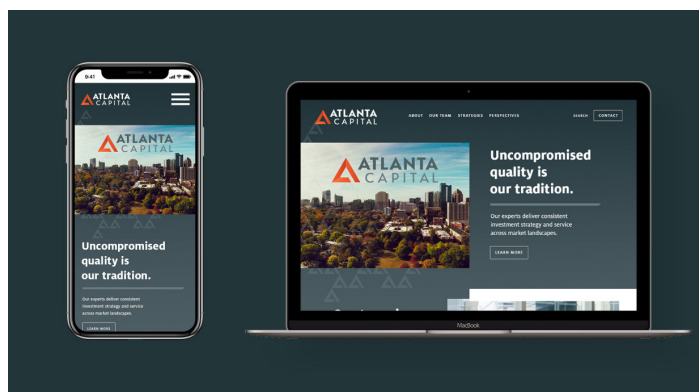 9:41
ATLANTA
CAPITAL
ATLANTA
CAPITAL
Uncompromised
quality is
our tradition.
Our experts deliver consistent
investment strategy and service
across market landscapes.
LEARN MORE
ATLANTA
CAPITAL
ABOUT OUR TEAM STRATEGIES PERSPECTIVES SEARCH CONTACT
ATLANTA
CAPITAL
Uncompromised
quality is
our tradition.
Our experts deliver consistent
investment strategy and service
across market landscapes.
LEARN MORE
MacBook